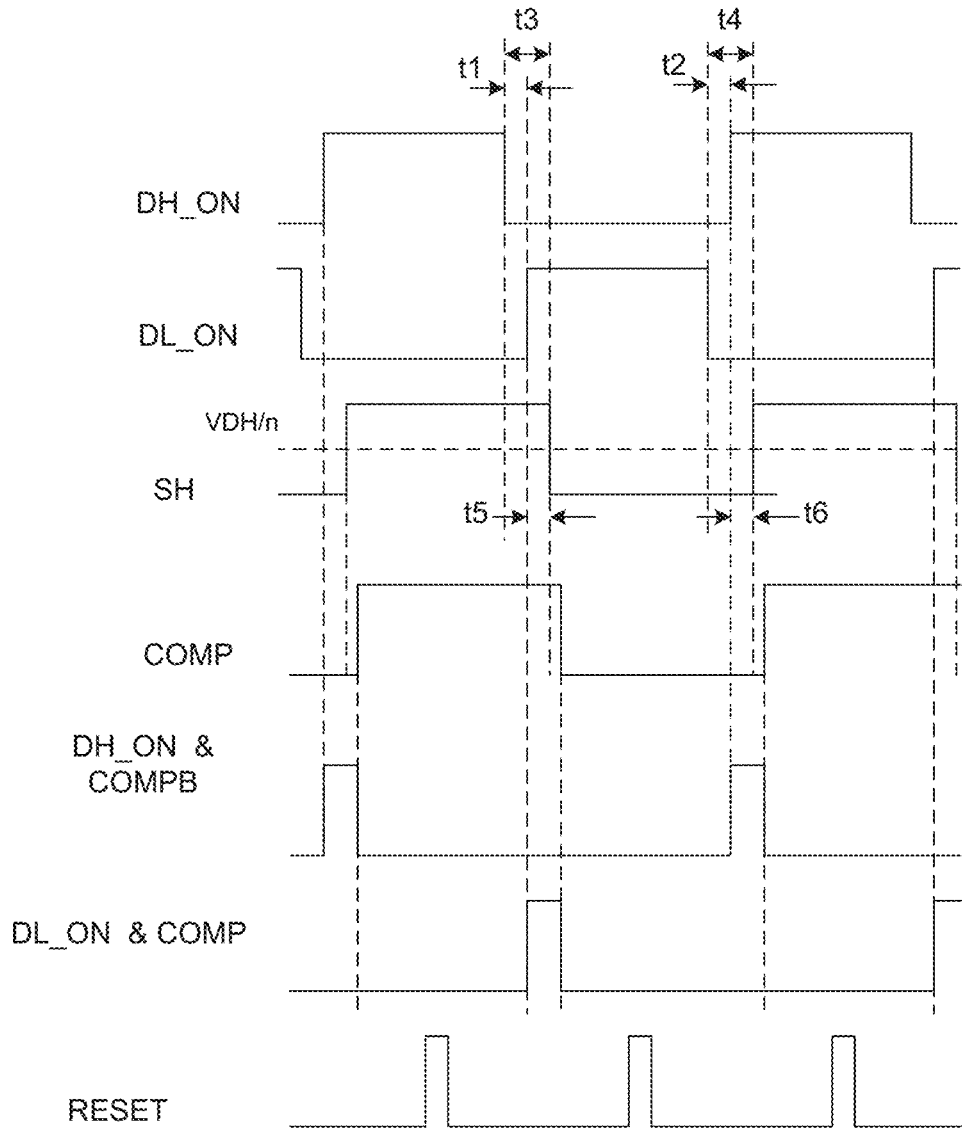 t3
t4
t1
t2
DH_ON
DL_ON
VDH/n
SH
t5
t6
COMP
DH_ON &
COMPB
DL_ON & COMP
RESET